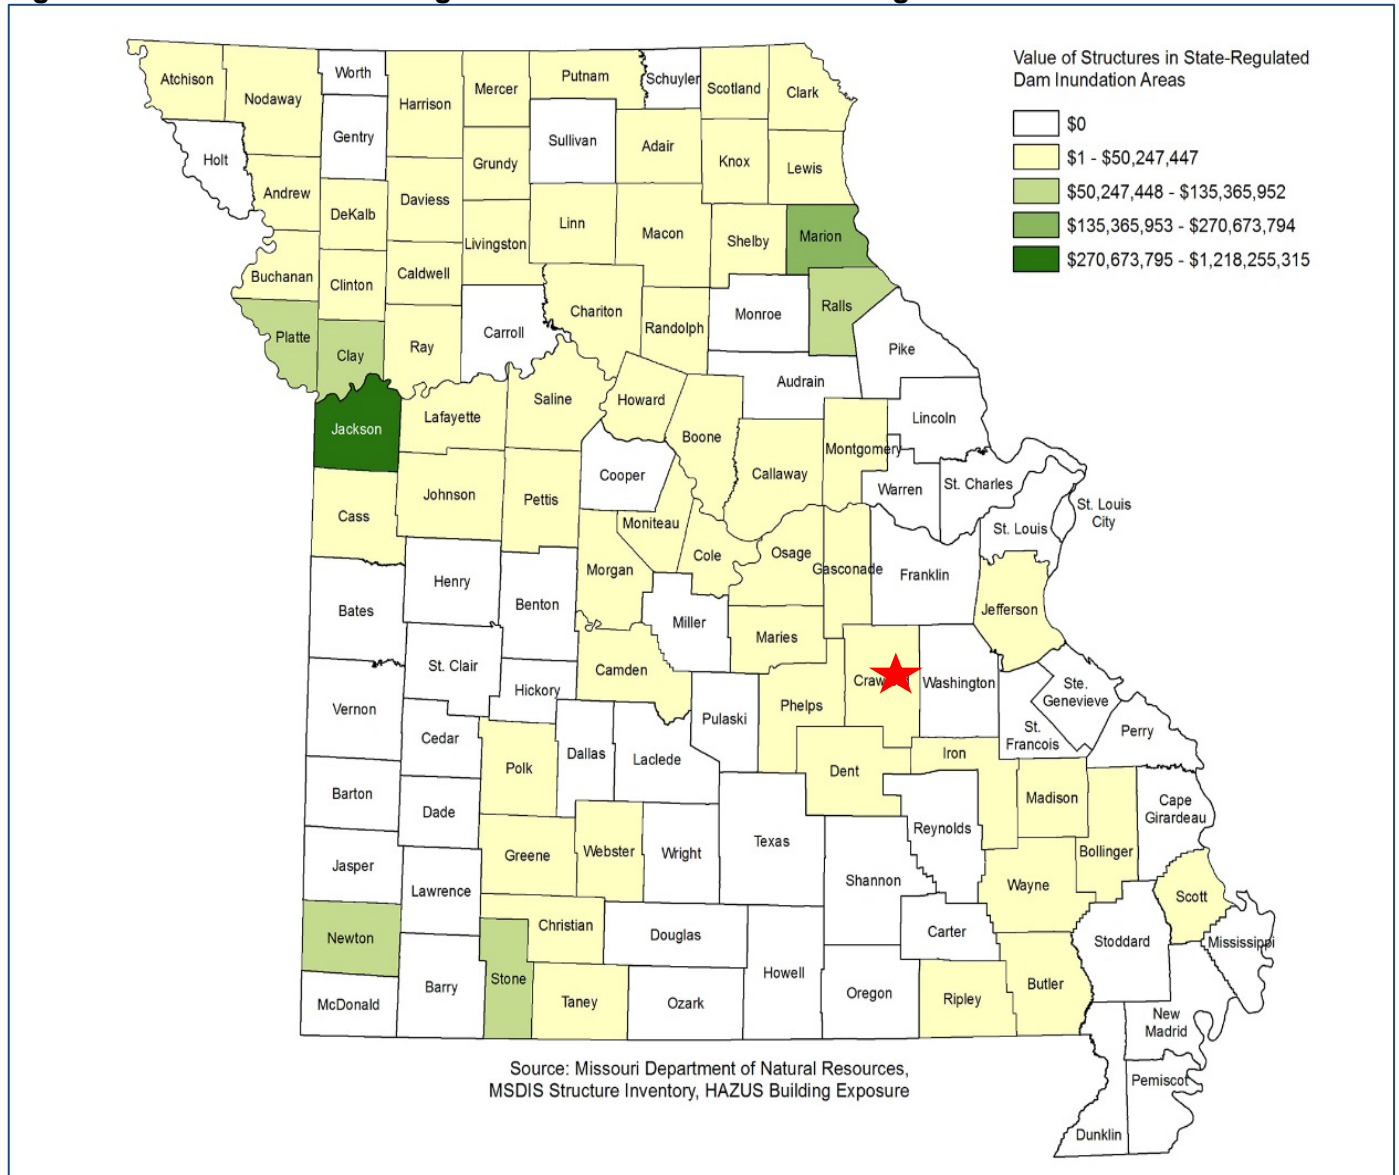 Value of Structures in State-Regulated
Dam Inundation Areas
$0
$1 - $50,247,447
$50,247,448 - $135,365,952
$135,365,953 - $270,673,794
$270,673,795 - $1,218,255,315
Atchison
Nodaway
Worth
Harrison
Mercer
Putnam
Schuyler
Scotland
Clark
Holt
Gentry
Sullivan
Adair
Knox
Lewis
Grundy
Andrew
DeKalb
Daviess
Livingston
Linn
Macon
Shelby
Marion
Buchanan
Clinton
Caldwell
Chariton
Randolph
Monroe
Ralls
Platte
Clay
Ray
Carroll
Pike
Audrain
Jackson
Lafayette
Saline
Howard
Boone
Lincoln
Callaway
Montgomery
Cooper
Warren
St. Charles
Cass
Johnson
Pettis
St. Louis
City
Moniteau
St. Louis
Cole
Osage
Gasconade
Franklin
Morgan
Henry
Benton
Bates
Miller
Jefferson
Maries
St. Clair
Camden
Craw
Washington
Ste.
Genevieve
Hickory
Vernon
Phelps
Pulaski
St.
Francois
Perry
Cedar
Dallas
Laclede
Iron
Polk
Dent
Barton
Dade
Madison
Cape
Girardeau
Reynolds
Texas
Jasper
Greene
Webster
Wright
Bollinger
Shannon
Wayne
Lawrence
Scott
Christian
Newton
Douglas
Carter
Stoddard
Mississippi
Stone
Howell
Barry
McDonald
Taney
Ozark
Oregon
Ripley
Butler
New
Madrid
Pemiscot
Dunklin
Source: Missouri Department of Natural Resources,
MSDIS Structure Inventory, HAZUS Building Exposure